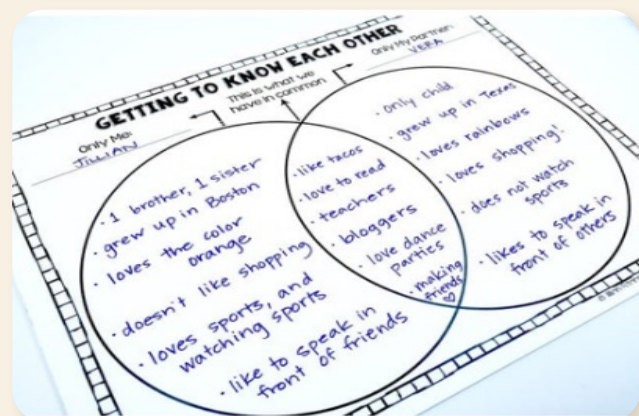 GETTING TO KNOW EACH OTHER
Only Me:
JILLIAN
This is what we
have in common
Only My Partner:
VERA
· 1 brother, 1 sister
· grew up in Boston
· loves the color
orange
· doesn't like shopping
· loves sports, and
watching sports
· like to speak in
front of friends
· like tacos
· love to read
· teachers
· bloggers
· love dance
parties
· making
friends ♡
· only child
· grew up in Texas
· loves rainbows
· loves shopping!
· does not watch
sports
· likes to speak in
front of others